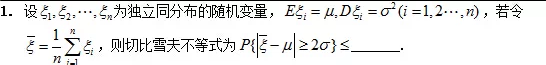 1. 设ξ₁,ξ₂,⋯,ξₙ为独立同分布的随机变量，Eξᵢ = μ, Dξᵢ = σ²(i = 1,2⋯,n)，若令
ξ̄ = (1/n)∑ᵢ₌₁ⁿ ξᵢ，则切比雪夫不等式为 P{|ξ̄ − μ| ≥ 2σ} ≤ _______.